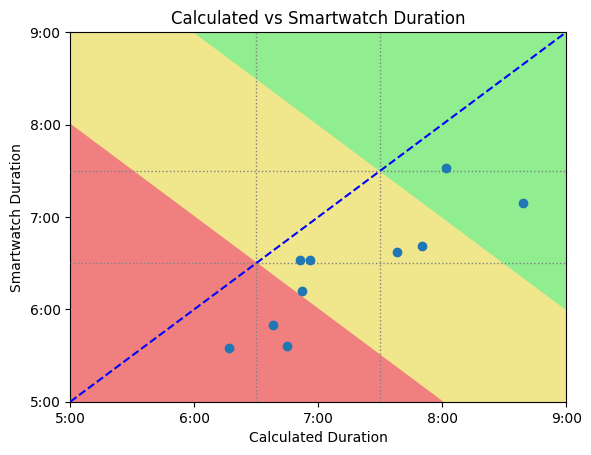 Calculated vs Smartwatch Duration
9:00
8:00
7:00
6:00
5:00
Smartwatch Duration
5:00 6:00 7:00 8:00 9:00
Calculated Duration